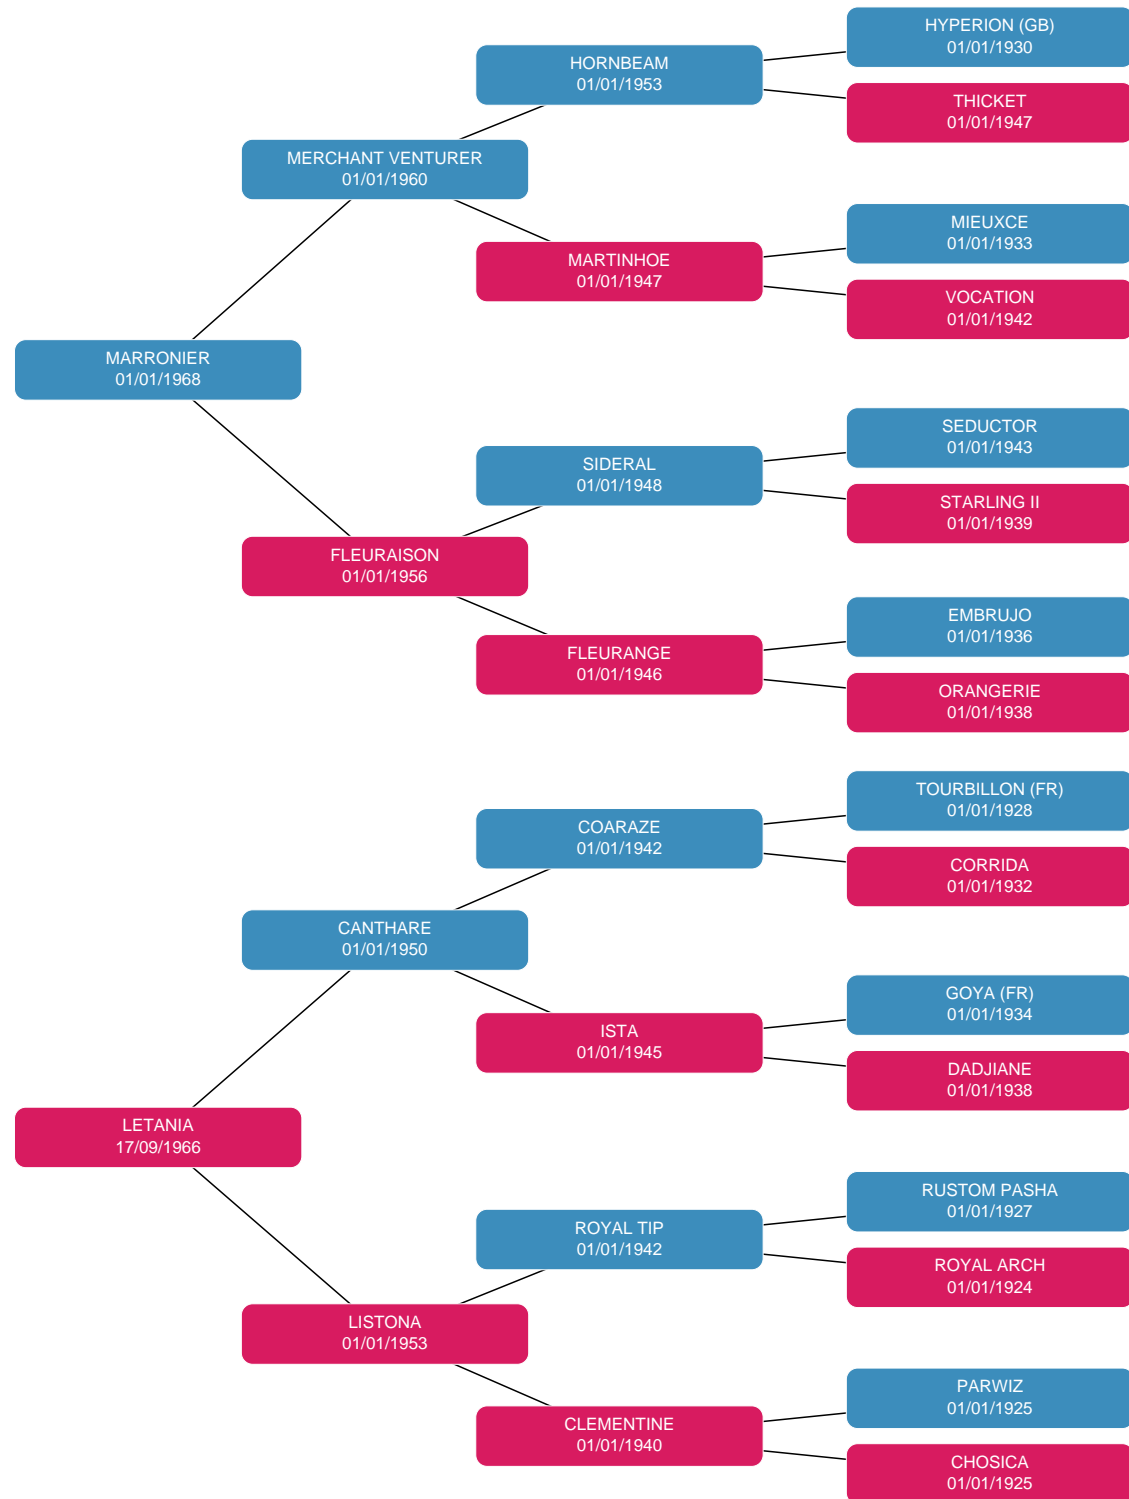 HYPERION (GB)
01/01/1930
HORNBEAM
01/01/1953
THICKET
01/01/1947
MERCHANT VENTURER
01/01/1960
MIEUXCE
01/01/1933
MARTINHOE
01/01/1947
VOCATION
01/01/1942
MARRONIER
01/01/1968
SEDUCTOR
01/01/1943
SIDERAL
01/01/1948
STARLING II
01/01/1939
FLEURAISON
01/01/1956
EMBRUJO
01/01/1936
FLEURANGE
01/01/1946
ORANGERIE
01/01/1938
TOURBILLON (FR)
01/01/1928
COARAZE
01/01/1942
CORRIDA
01/01/1932
CANTHARE
01/01/1950
GOYA (FR)
01/01/1934
ISTA
01/01/1945
DADJIANE
01/01/1938
LETANIA
17/09/1966
RUSTOM PASHA
01/01/1927
ROYAL TIP
01/01/1942
ROYAL ARCH
01/01/1924
LISTONA
01/01/1953
PARWIZ
01/01/1925
CLEMENTINE
01/01/1940
CHOSICA
01/01/1925